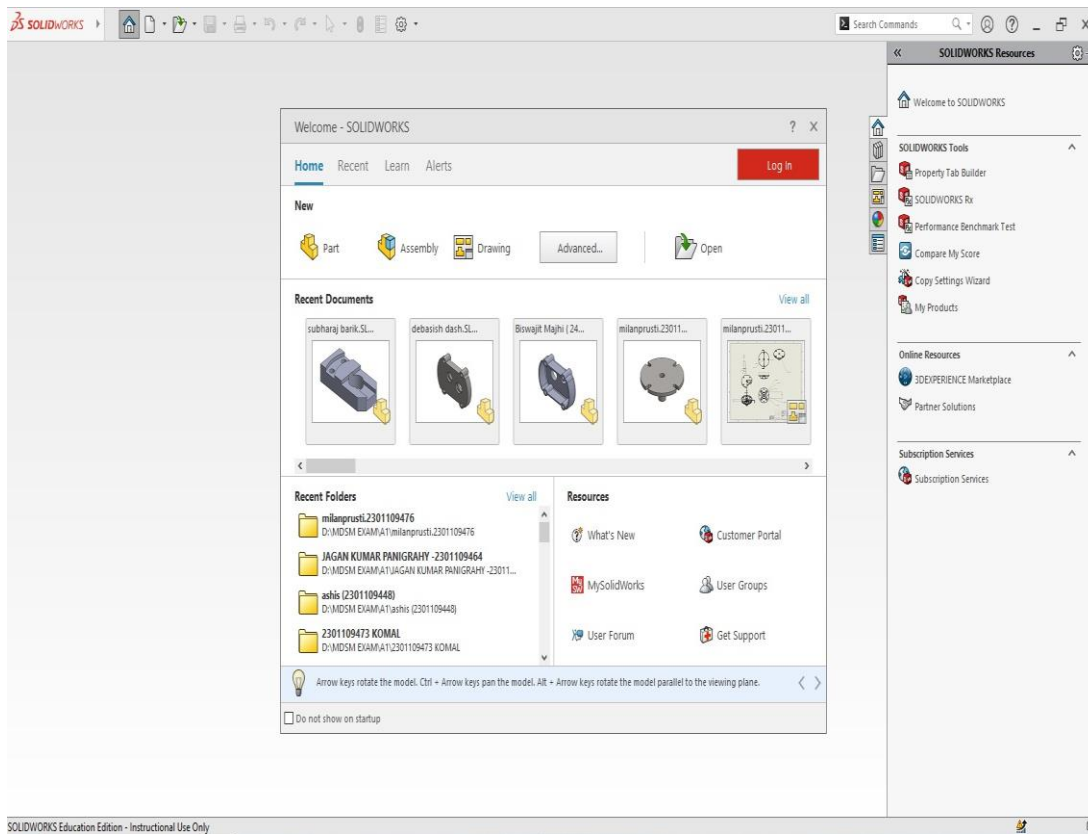 SOLIDWORKS
Search Commands
SOLIDWORKS Resources
Welcome to SOLIDWORKS
SOLIDWORKS Tools
Property Tab Builder
SOLIDWORKS Rx
Performance Benchmark Test
Compare My Score
Copy Settings Wizard
My Products
Online Resources
3DEXPERIENCE Marketplace
Partner Solutions
Subscription Services
Subscription Services
Welcome - SOLIDWORKS
Home Recent Learn Alerts Log In
New
Part Assembly Drawing Advanced... Open
Recent Documents View all
subharaj barik.SL... debasish dash.SL... Biswajit Majhi ( 24... milanprusti.23011... milanprusti.23011...
Recent Folders View all
milanprusti.2301109476
D:\MDSM EXAM\A1\milanprusti.2301109476
JAGAN KUMAR PANIGRAHY -2301109464
D:\MDSM EXAM\A1\JAGAN KUMAR PANIGRAHY -23011...
ashis (2301109448)
D:\MDSM EXAM\A1\ashis (2301109448)
2301109473 KOMAL
D:\MDSM EXAM\A1\2301109473 KOMAL
Resources
What's New Customer Portal
MySolidWorks User Groups
User Forum Get Support
Arrow keys rotate the model. Ctrl + Arrow keys pan the model. Alt + Arrow keys rotate the model parallel to the viewing plane.
Do not show on startup
SOLIDWORKS Education Edition - Instructional Use Only